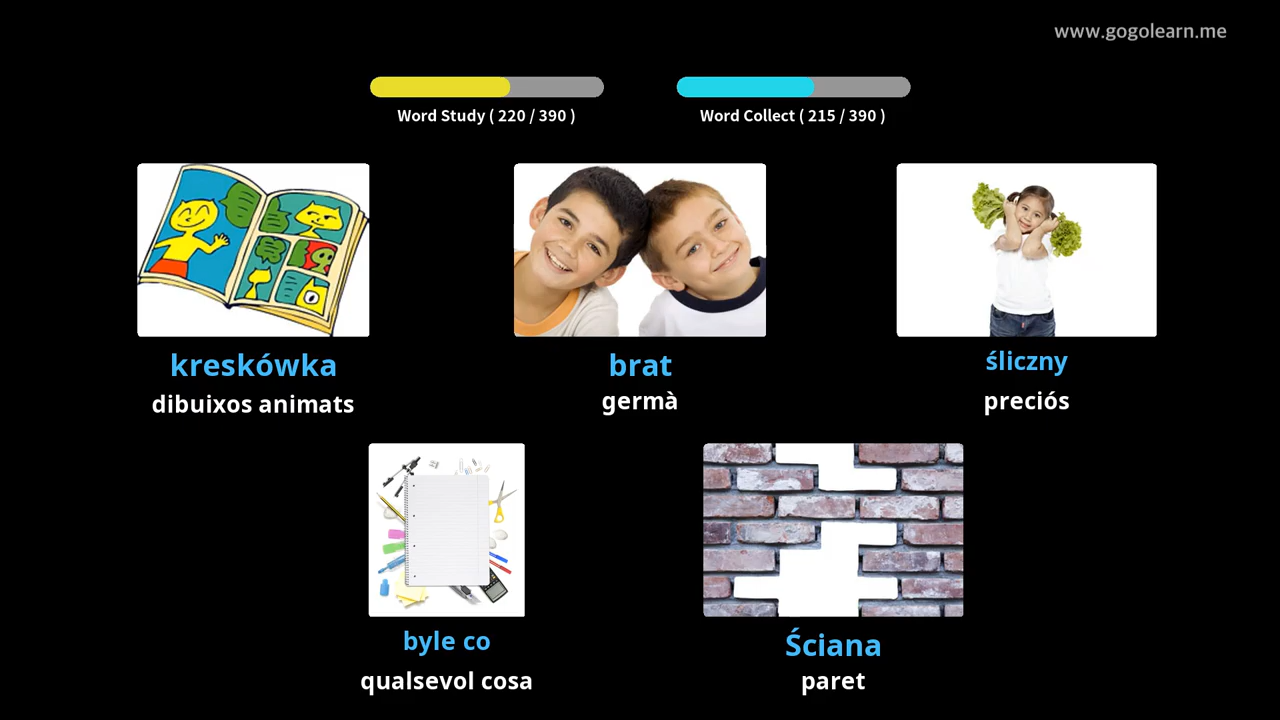 www.gogolearn.me
Word Study ( 220 / 390 )
Word Collect ( 215 / 390 )
kreskówka
dibuixos animats
brat
germà
śliczny
preciós
byle co
qualsevol cosa
Ściana
paret